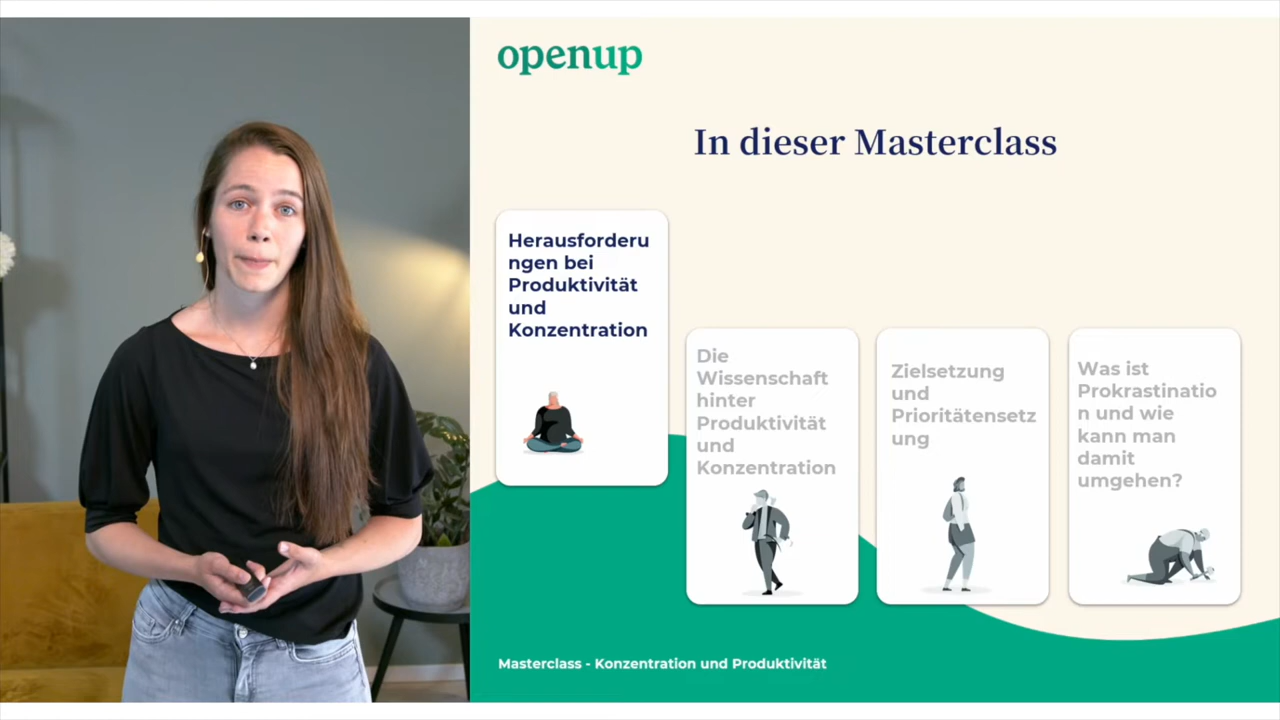 openup
In dieser Masterclass
Herausforderu
ngen bei
Produktivität
und
Konzentration
Die
Wissenschaft
hinter
Produktivität
und
Konzentration
Zielsetzung
und
Prioritätensetz
ung
Was ist
Prokrastinatio
n und wie
kann man
damit
umgehen?
Masterclass - Konzentration und Produktivität